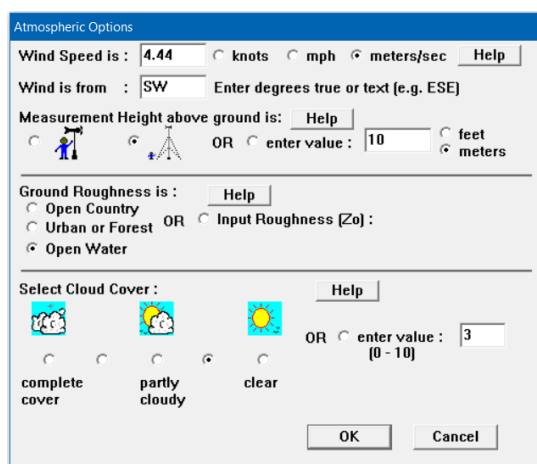 Atmospheric Options
Wind Speed is : 4.44 knots mph meters/sec Help
Wind is from : SW Enter degrees true or text (e.g. ESE)
Measurement Height above ground is: Help
OR enter value : 10 feet
meters
Ground Roughness is : Help
Open Country
Urban or Forest OR Input Roughness (Zo) :
Open Water
Select Cloud Cover : Help
OR enter value : 3
(0 - 10)
complete cover partly cloudy clear
OK Cancel